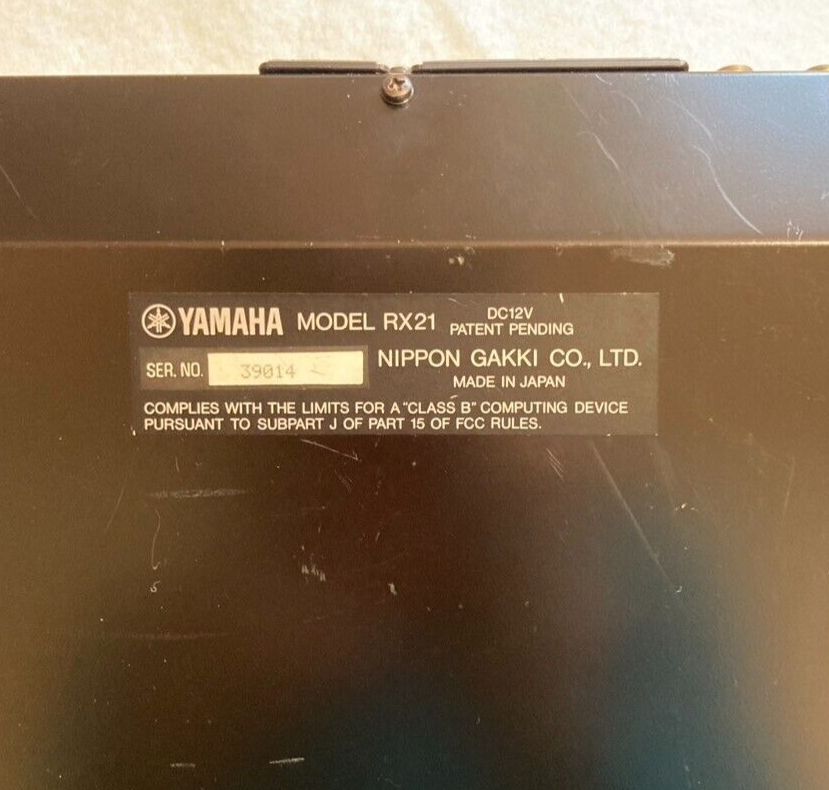 YAMAHA MODEL RX21 DC12V
PATENT PENDING
SER. NO. 39014 NIPPON GAKKI CO., LTD.
MADE IN JAPAN
COMPLIES WITH THE LIMITS FOR A "CLASS B" COMPUTING DEVICE
PURSUANT TO SUBPART J OF PART 15 OF FCC RULES.